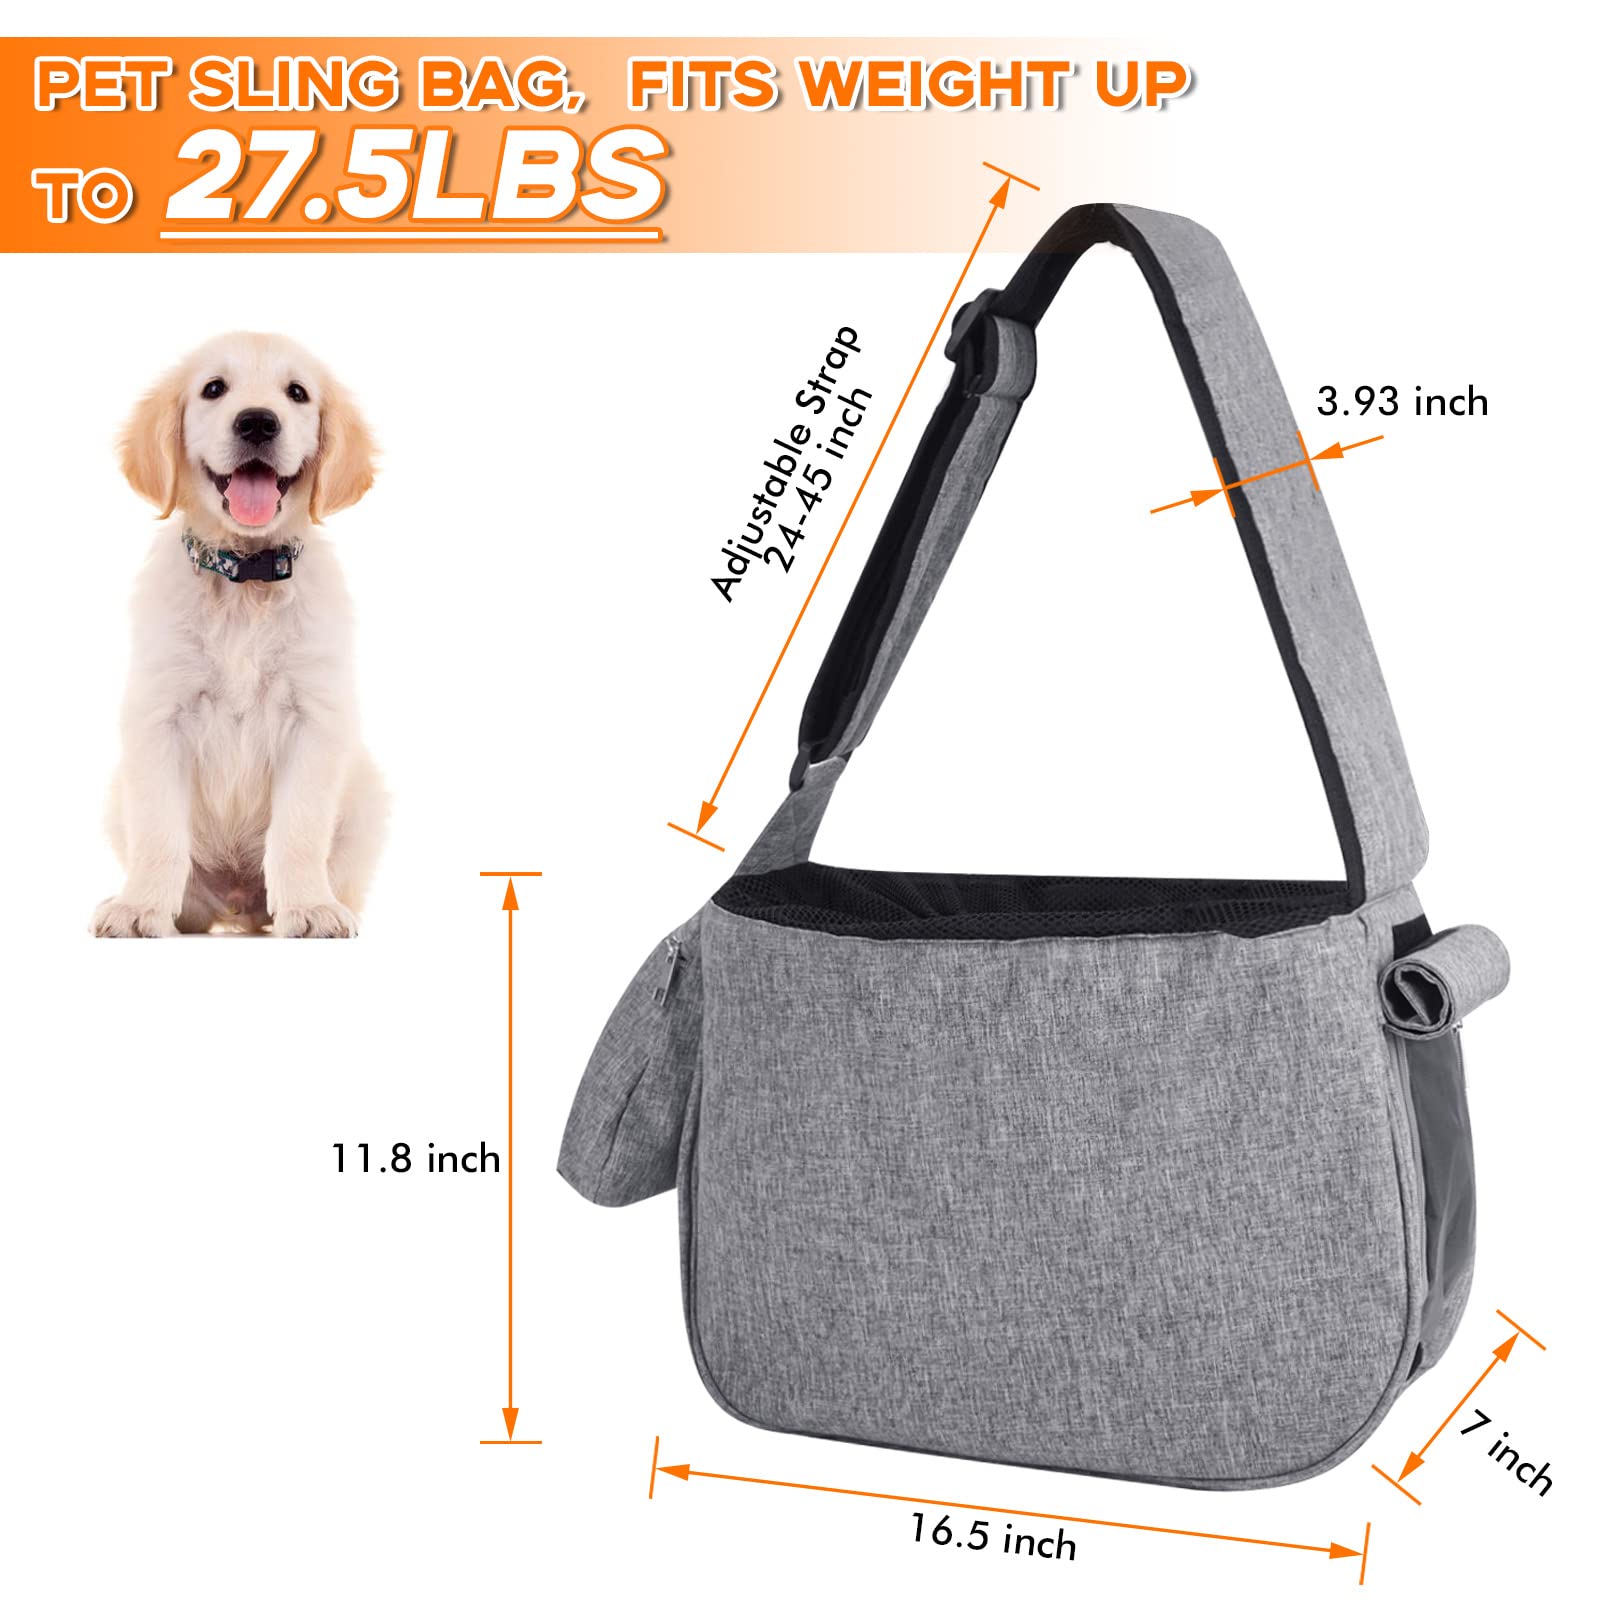 PET SLING BAG, FITS WEIGHT UP
TO 27.5LBS
Adjustable Strap
24-45 inch
3.93 inch
11.8 inch
7 inch
16.5 inch